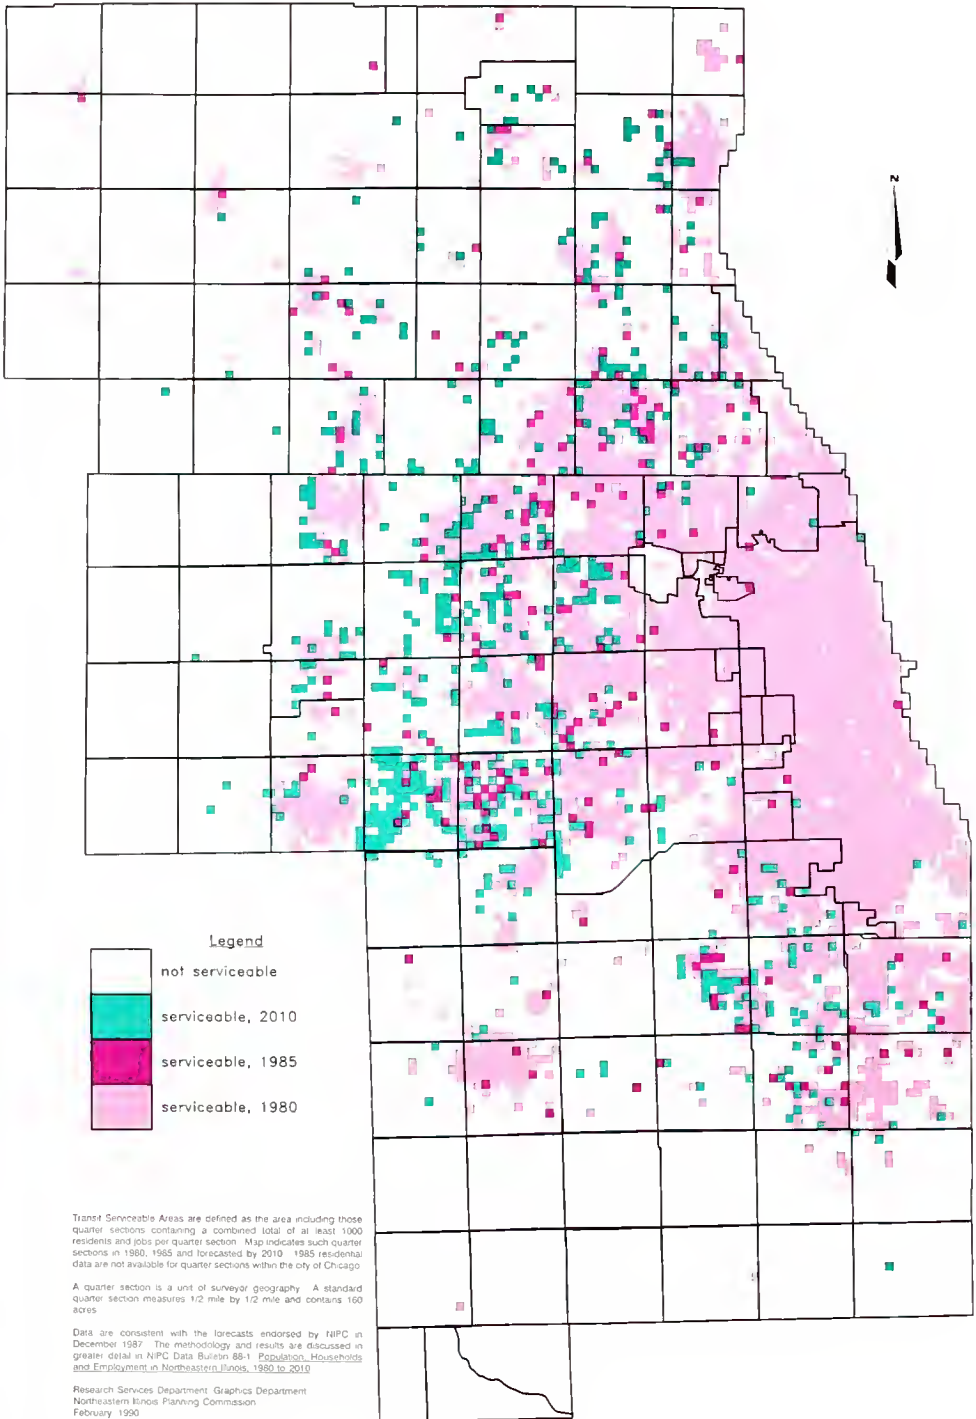 N
Legend
not serviceable
serviceable, 2010
serviceable, 1985
serviceable, 1980
Transit Serviceable Areas are defined as the area including those
quarter sections containing a combined total of at least 1000
residents and jobs per quarter section. Map indicates such quarter
sections in 1980, 1985 and forecasted by 2010. 1985 residential
data are not available for quarter sections within the city of Chicago
A quarter section is a unit of surveyor geography. A standard
quarter section measures 1/2 mile by 1/2 mile and contains 160
acres
Data are consistent with the forecasts endorsed by NIPC in
December 1987. The methodology and results are discussed in
greater detail in NIPC Data Bulletin 88-1 Population, Households
and Employment in Northeastern Illinois, 1980 to 2010
Research Services Department Graphics Department
Northeastern Illinois Planning Commission
February 1990